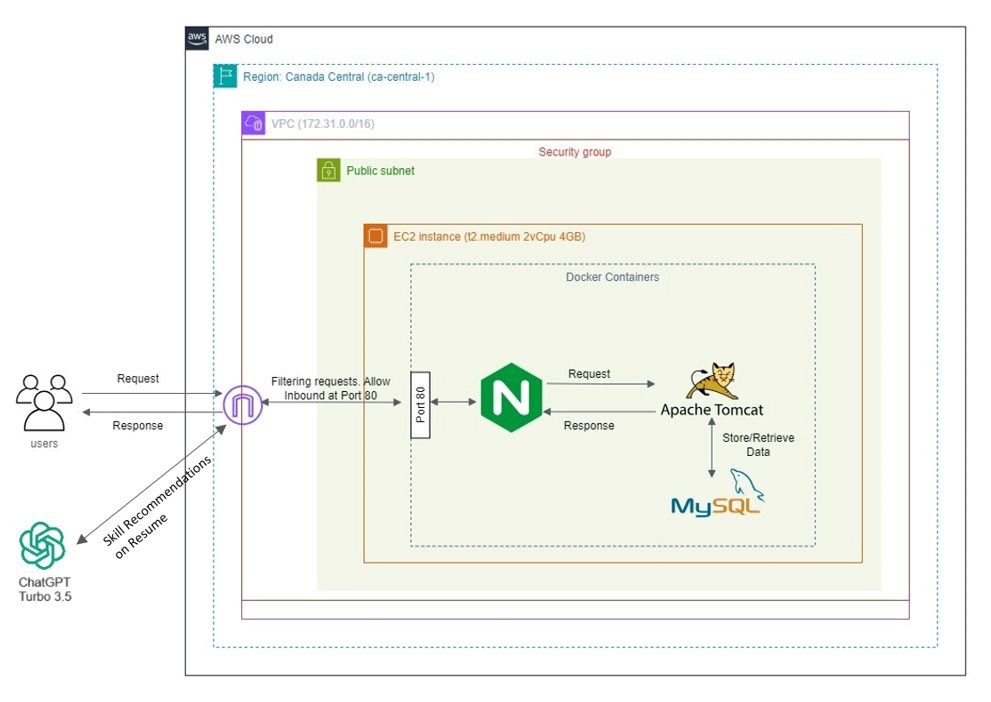 aws
AWS Cloud
Region: Canada Central (ca-central-1)
VPC (172.31.0.0/16)
Security group
Public subnet
EC2 instance (t2.medium 2vCpu 4GB)
Docker Containers
Request
Response
users
Filtering requests. Allow
Inbound at Port 80
Port 80
N
Request
Response
Apache Tomcat
Store/Retrieve
Data
MySQL
Skill Recommendations
on Resume
ChatGPT
Turbo 3.5